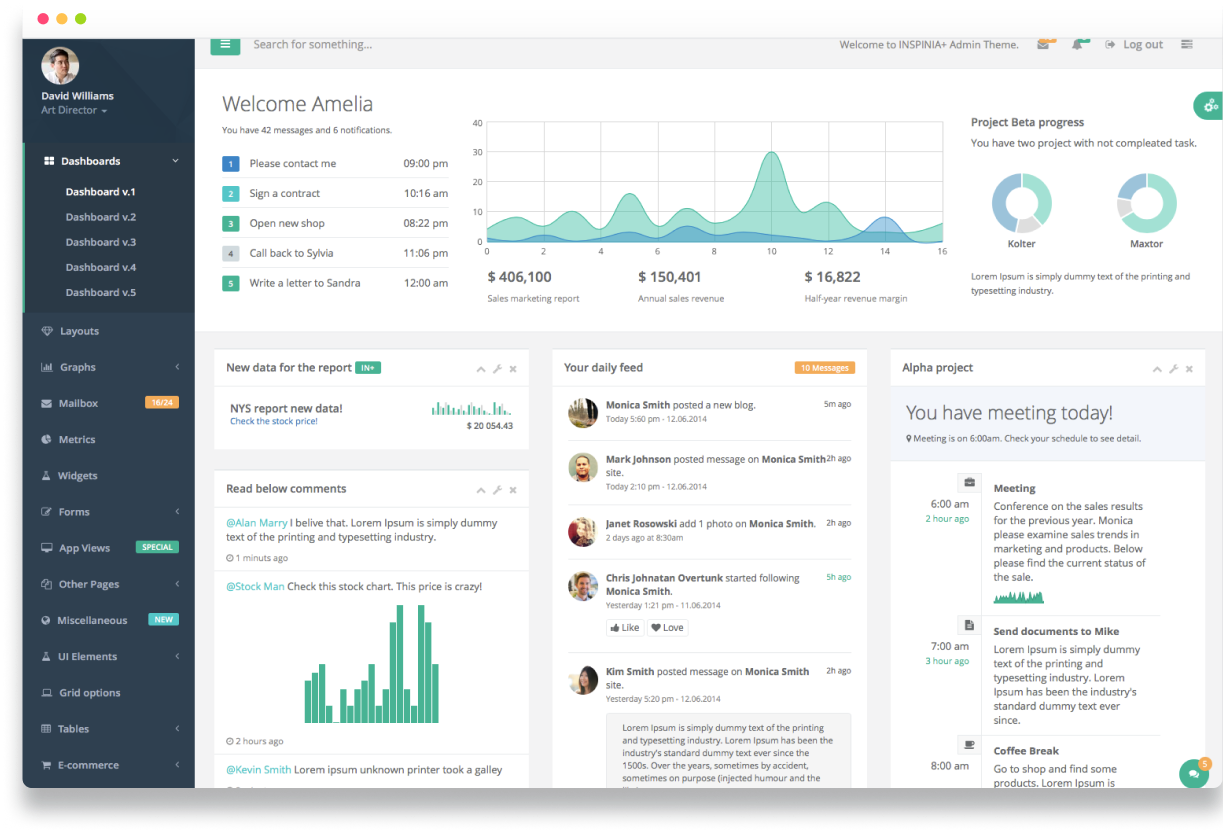 Search for something...
Welcome to INSPINIA+ Admin Theme.
Log out
David Williams
Art Director
Dashboards
Dashboard v.1
Dashboard v.2
Dashboard v.3
Dashboard v.4
Dashboard v.5
Layouts
Graphs
Mailbox 16/24
Metrics
Widgets
Forms
App Views SPECIAL
Other Pages
Miscellaneous NEW
UI Elements
Grid options
Tables
E-commerce
Welcome Amelia
You have 42 messages and 6 notifications.
1 Please contact me 09:00 pm
2 Sign a contract 10:16 am
3 Open new shop 08:22 pm
4 Call back to Sylvia 11:06 pm
5 Write a letter to Sandra 12:00 am
40
30
20
10
0
0 2 4 6 8 10 12 14 16
$ 406,100
Sales marketing report
$ 150,401
Annual sales revenue
$ 16,822
Half-year revenue margin
Project Beta progress
You have two project with not compleated task.
Kolter
Maxtor
Lorem Ipsum is simply dummy text of the printing and
typesetting industry.
New data for the report IN+
NYS report new data!
Check the stock price!
$ 20 054.43
Read below comments
@Alan Marry I belive that. Lorem Ipsum is simply dummy
text of the printing and typesetting industry.
1 minuts ago
@Stock Man Check this stock chart. This price is crazy!
2 hours ago
@Kevin Smith Lorem ipsum unknown printer took a galley
Your daily feed 10 Messages
Monica Smith posted a new blog. 5m ago
Today 5:60 pm - 12.06.2014
Mark Johnson posted message on Monica Smith 2h ago
site.
Today 2:10 pm - 12.06.2014
Janet Rosowski add 1 photo on Monica Smith. 2h ago
2 days ago at 8:30am
Chris Johnatan Overtunk started following 5h ago
Monica Smith.
Yesterday 1:21 pm - 11.06.2014
Like Love
Kim Smith posted message on Monica Smith 2h ago
site.
Yesterday 5:20 pm - 12.06.2014
Lorem Ipsum is simply dummy text of the printing
and typesetting industry. Lorem Ipsum has been the
industry's standard dummy text ever since the
1500s. Over the years, sometimes by accident,
sometimes on purpose (injected humour and the
Alpha project
You have meeting today!
Meeting is on 6:00am. Check your schedule to see detail.
6:00 am
2 hour ago
Meeting
Conference on the sales results
for the previous year. Monica
please examine sales trends in
marketing and products. Below
please find the current status of
the sale.
7:00 am
3 hour ago
Send documents to Mike
Lorem Ipsum is simply dummy
text of the printing and
typesetting industry. Lorem
Ipsum has been the industry's
standard dummy text ever
since.
8:00 am
Coffee Break
Go to shop and find some
products. Lorem Ipsum is
5